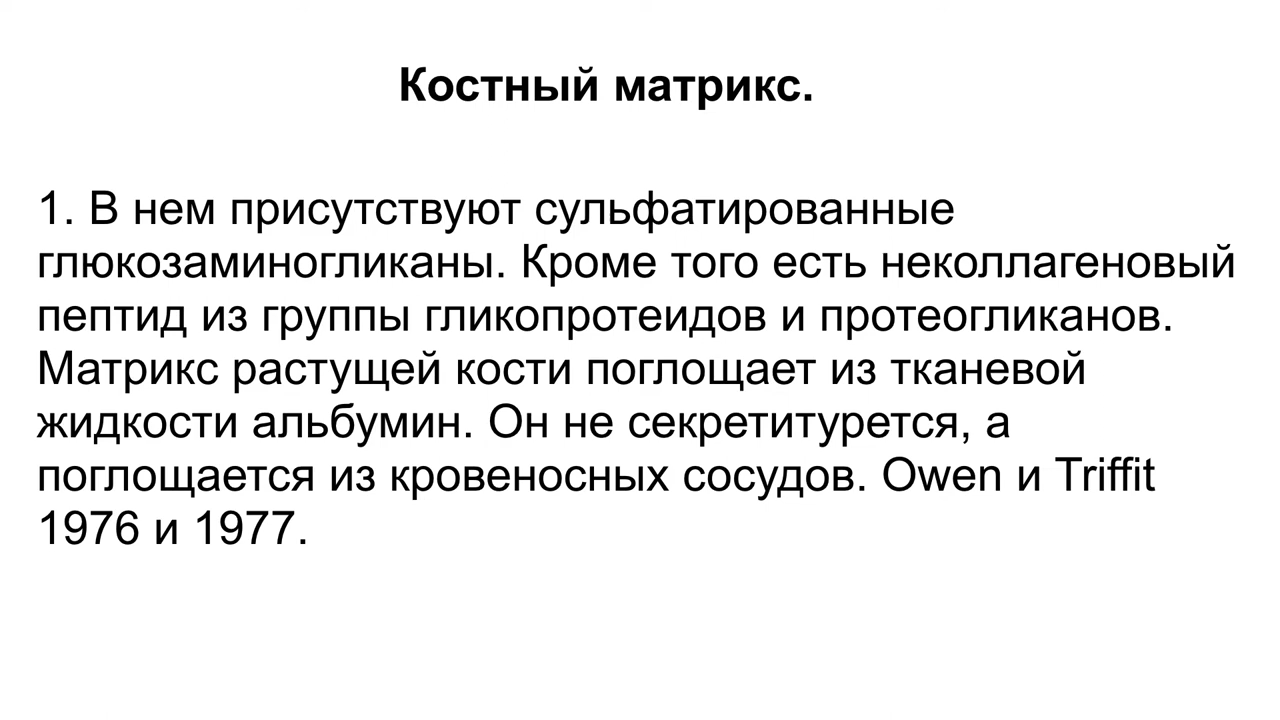 Костный матрикс.
1. В нем присутствуют сульфатированные
глюкозаминогликаны. Кроме того есть неколлагеновый
пептид из группы гликопротеидов и протеогликанов.
Матрикс растущей кости поглощает из тканевой
жидкости альбумин. Он не секретитурется, а
поглощается из кровеносных сосудов. Owen и Triffit
1976 и 1977.